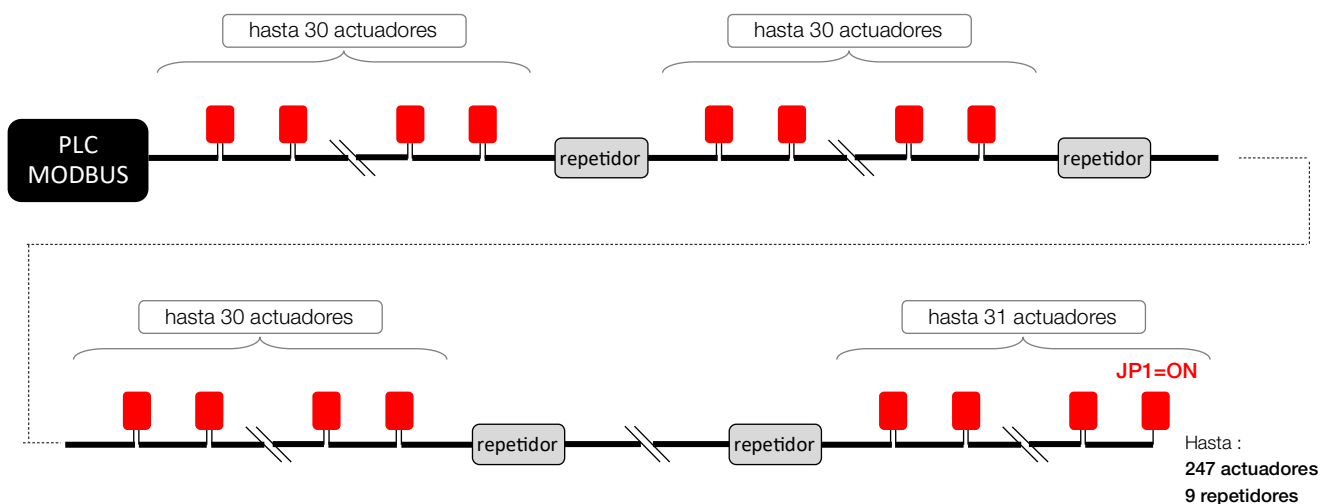 hasta 30 actuadores
hasta 30 actuadores
PLC
MODBUS
repetidor
repetidor
hasta 30 actuadores
hasta 31 actuadores
JP1=ON
repetidor
repetidor
Hasta :
247 actuadores
9 repetidores